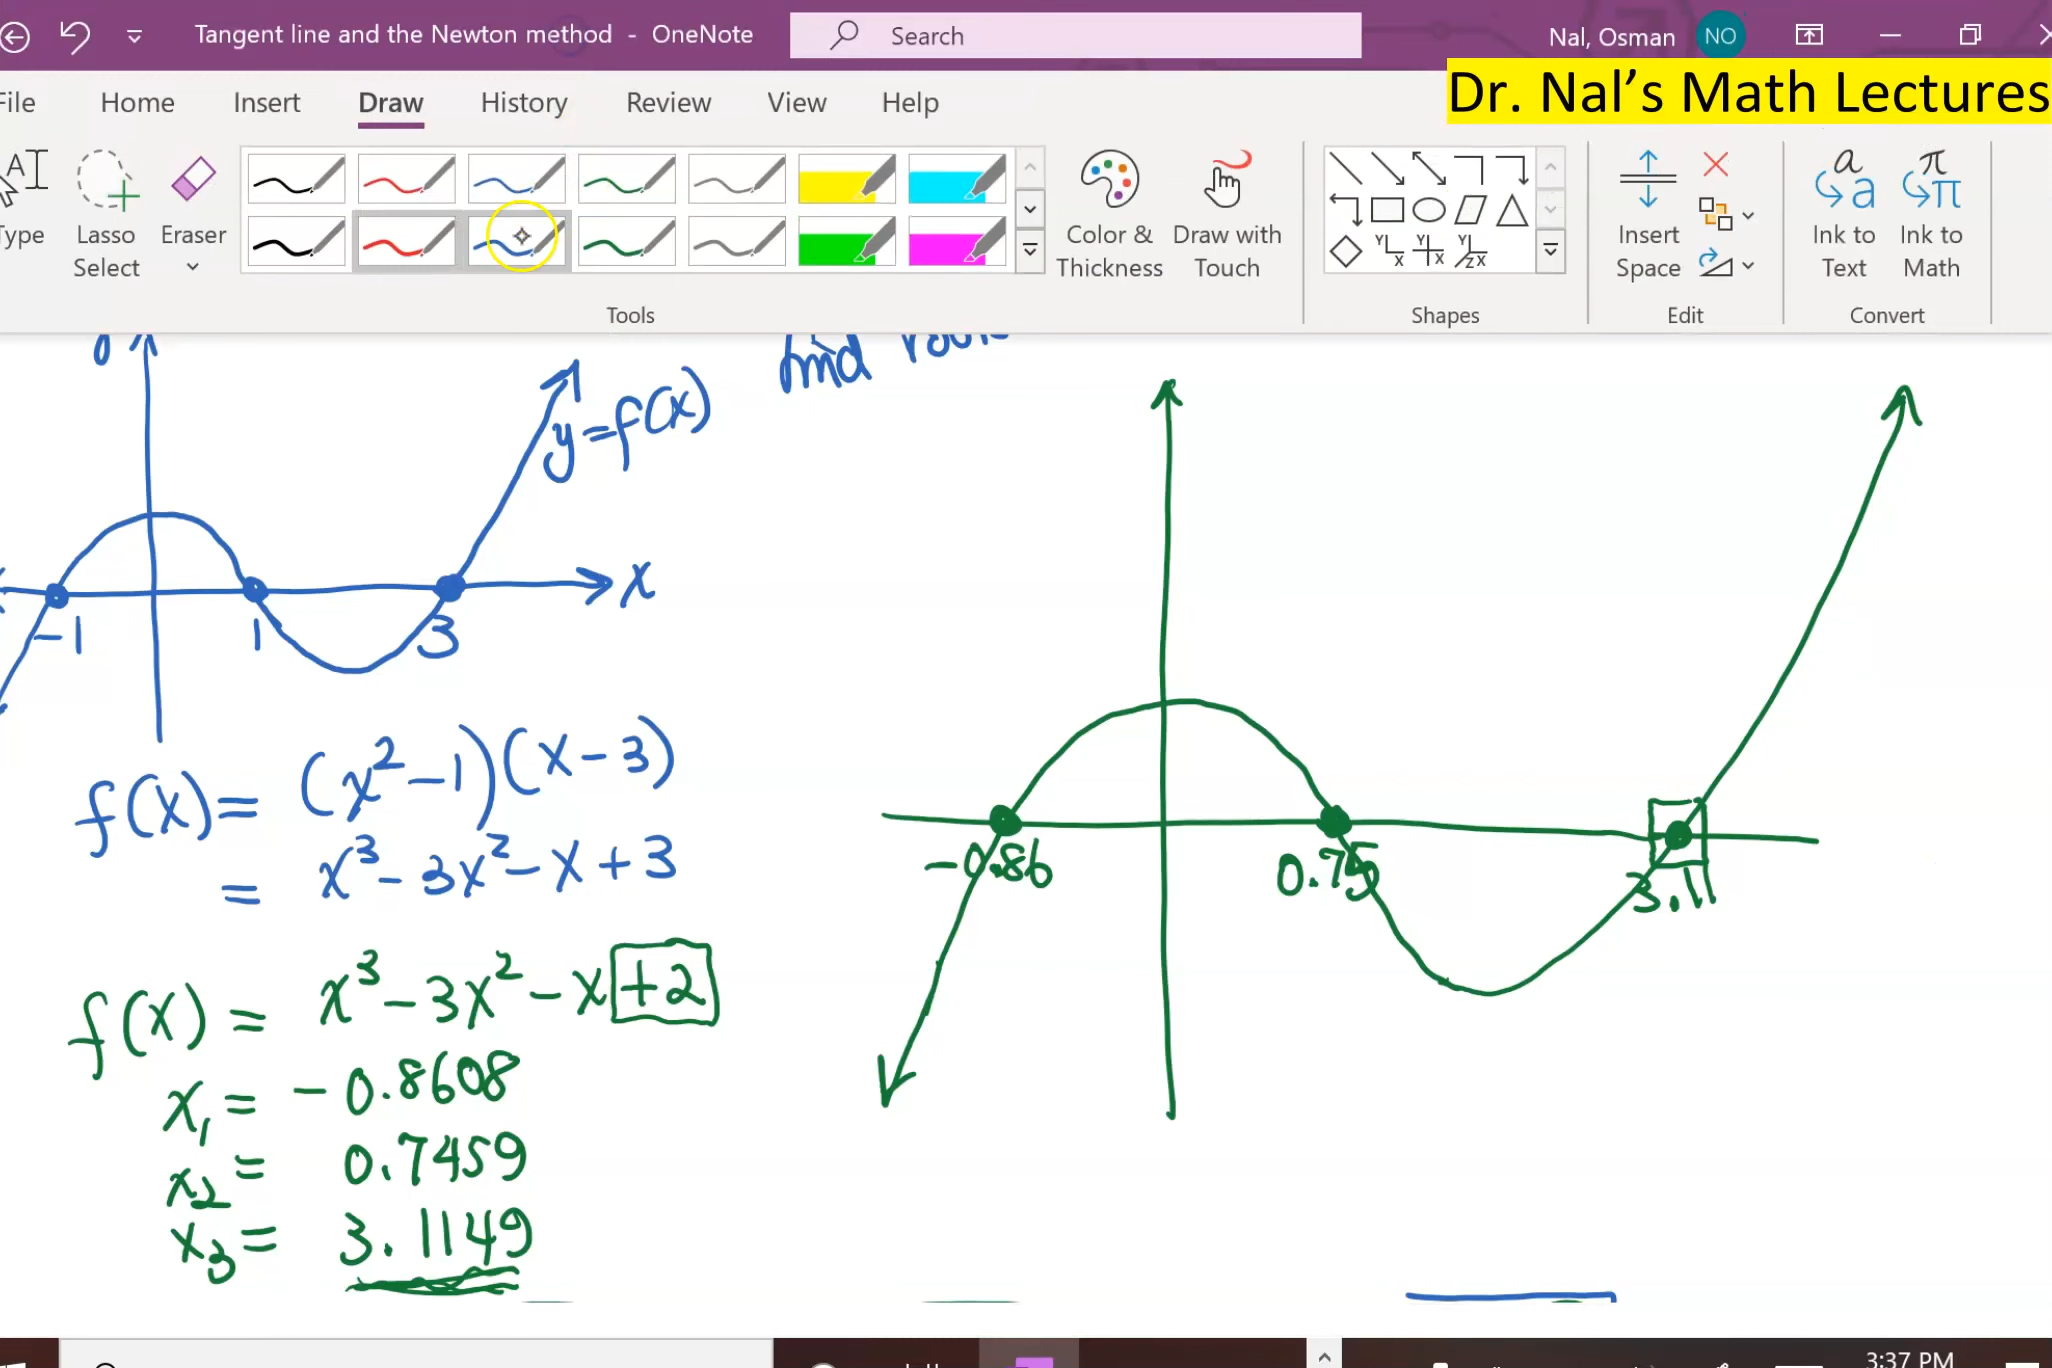 Tangent line and the Newton method - OneNote
Search
Nal, Osman NO
Dr. Nal’s Math Lectures
File Home Insert Draw History Review View Help
Type
Lasso Select
Eraser
Color & Thickness
Draw with Touch
Insert Space
a a
Ink to Text
π π
Ink to Math
Tools Shapes Edit Convert
find
y=f(x)
x
-1 1 3
f(x) = (x²-1)(x-3)
= x³-3x²-x+3
f(x) = x³-3x²-x+2
x₁ = -0.8608
x₂ = 0.7459
x₃ = 3.1149
-0.86 0.75 3.11
3:37 PM